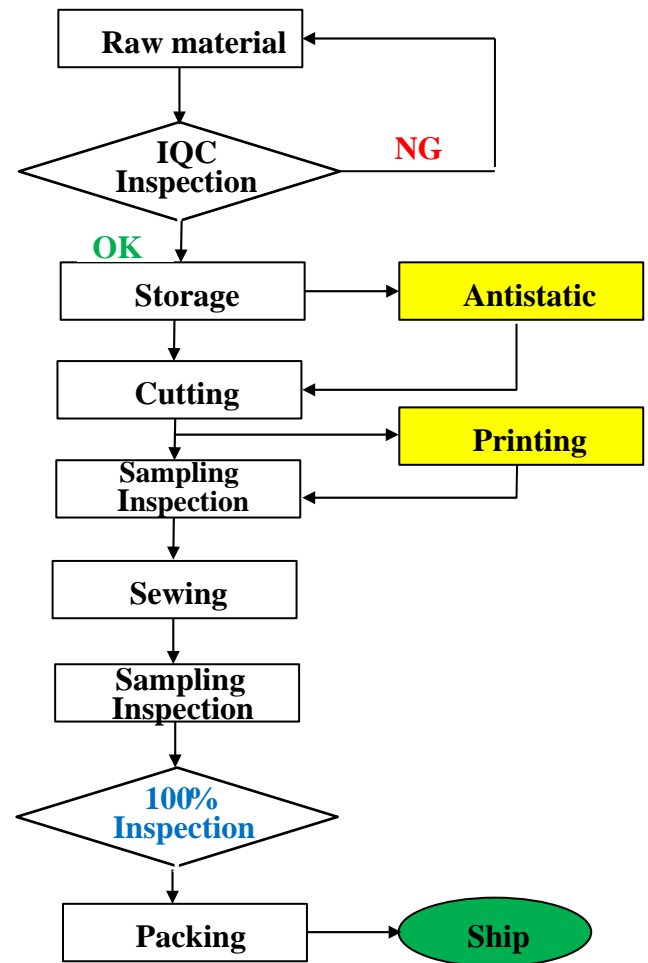 Raw material
IQC
Inspection
NG
OK
Storage
Antistatic
Cutting
Printing
Sampling
Inspection
Sewing
Sampling
Inspection
100%
Inspection
Packing
Ship